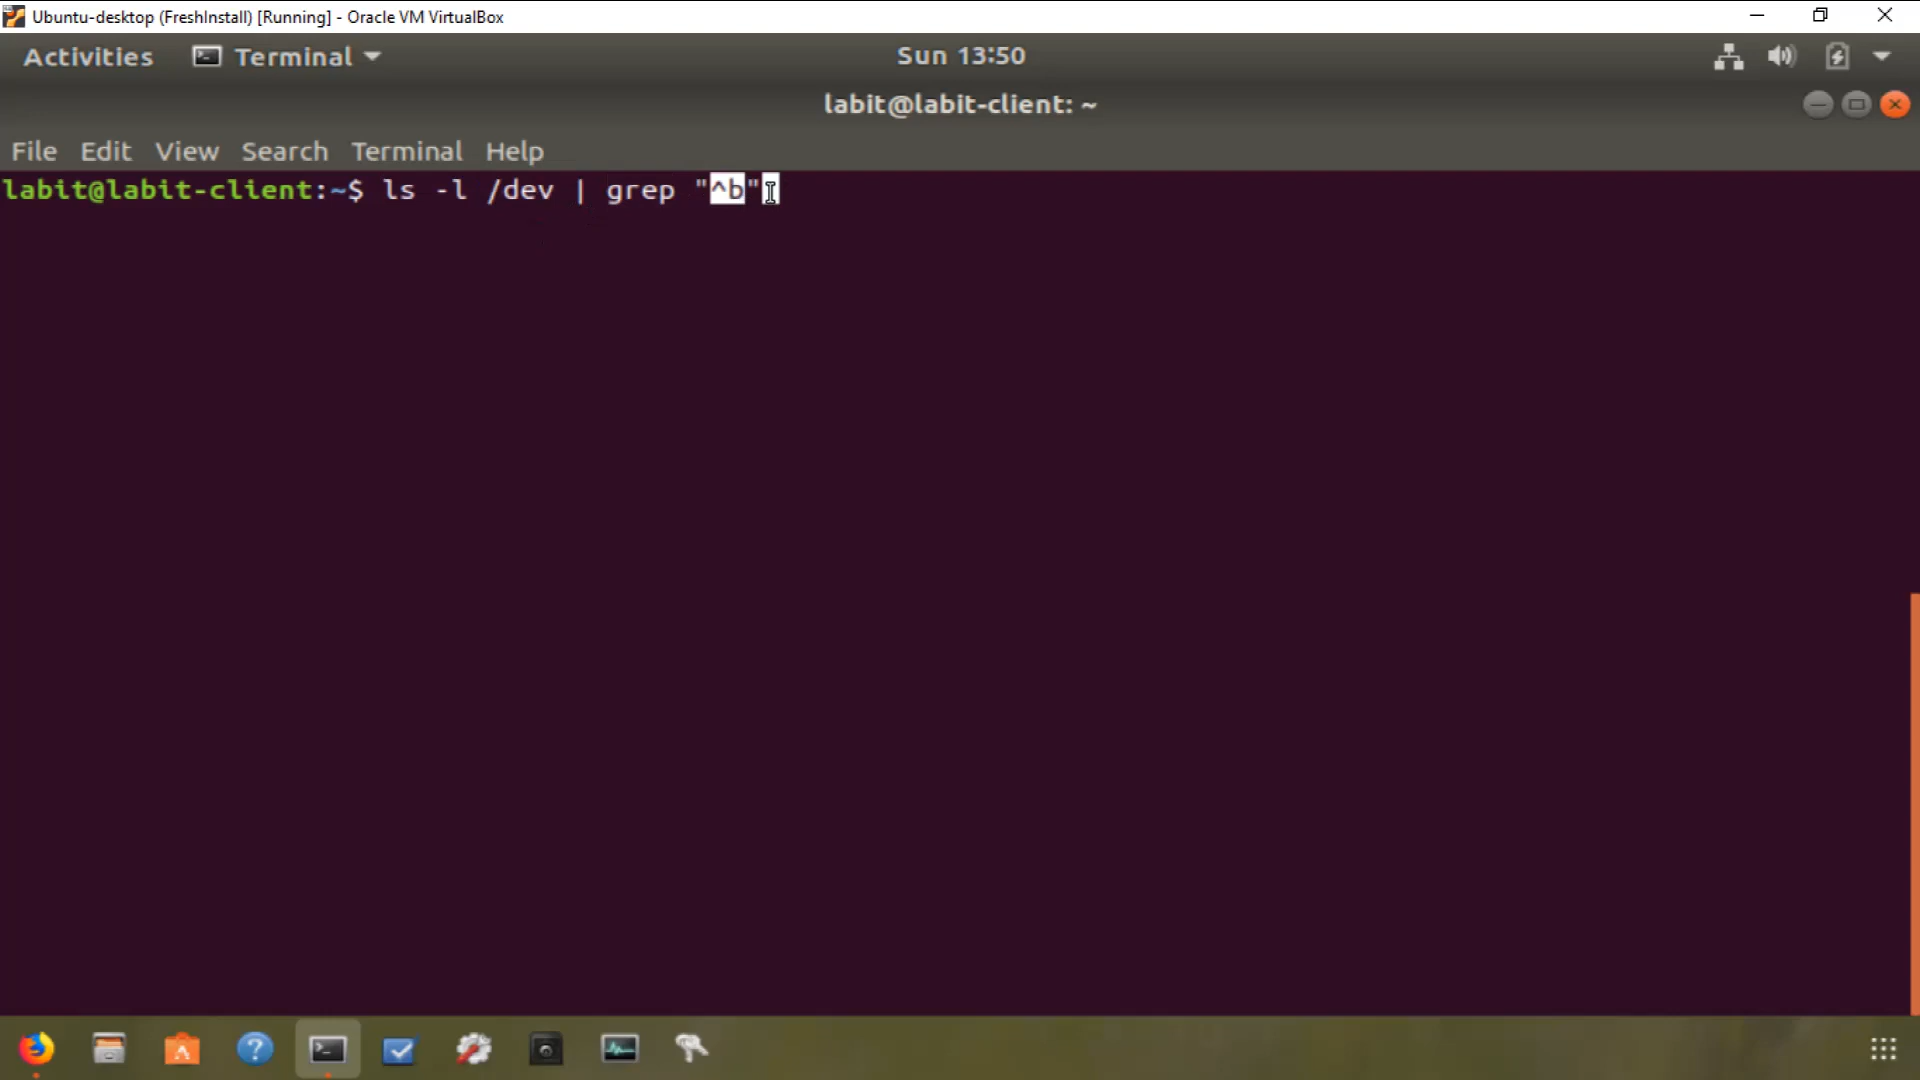 Ubuntu-desktop (FreshInstall) [Running] - Oracle VM VirtualBox
Activities Terminal Sun 13:50
labit@labit-client: ~
File Edit View Search Terminal Help
labit@labit-client:~$ ls -l /dev | grep "^b"